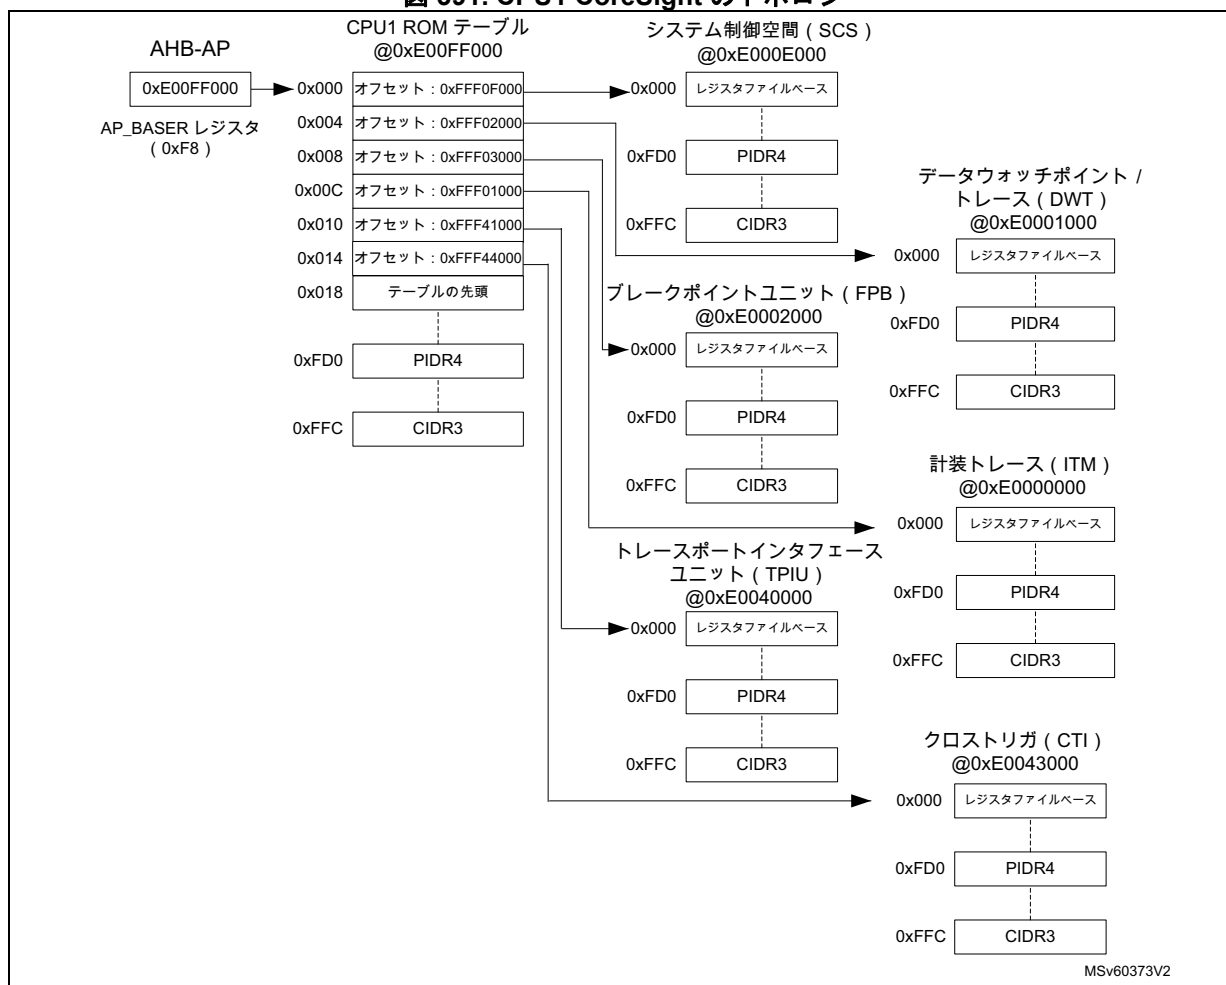 図 391. CPU1 CoreSight のトポロジ
AHB-AP
0xE00FF000
AP_BASER レジスタ
( 0xF8 )
CPU1 ROM テーブル
@0xE00FF000
0x000 オフセット：0xFFF0F000
0x004 オフセット：0xFFF02000
0x008 オフセット：0xFFF03000
0x00C オフセット：0xFFF01000
0x010 オフセット：0xFFF41000
0x014 オフセット：0xFFF44000
0x018 テーブルの先頭
0xFD0 PIDR4
0xFFC CIDR3
システム制御空間 ( SCS )
@0xE000E000
0x000 レジスタファイルベース
0xFD0 PIDR4
0xFFC CIDR3
データウォッチポイント /
トレース ( DWT )
@0xE0001000
0x000 レジスタファイルベース
0xFD0 PIDR4
0xFFC CIDR3
ブレークポイントユニット ( FPB )
@0xE0002000
0x000 レジスタファイルベース
0xFD0 PIDR4
0xFFC CIDR3
計装トレース ( ITM )
@0xE0000000
0x000 レジスタファイルベース
0xFD0 PIDR4
0xFFC CIDR3
トレースポートインタフェース
ユニット ( TPIU )
@0xE0040000
0x000 レジスタファイルベース
0xFD0 PIDR4
0xFFC CIDR3
クロストリガ ( CTI )
@0xE0043000
0x000 レジスタファイルベース
0xFD0 PIDR4
0xFFC CIDR3
MSv60373V2